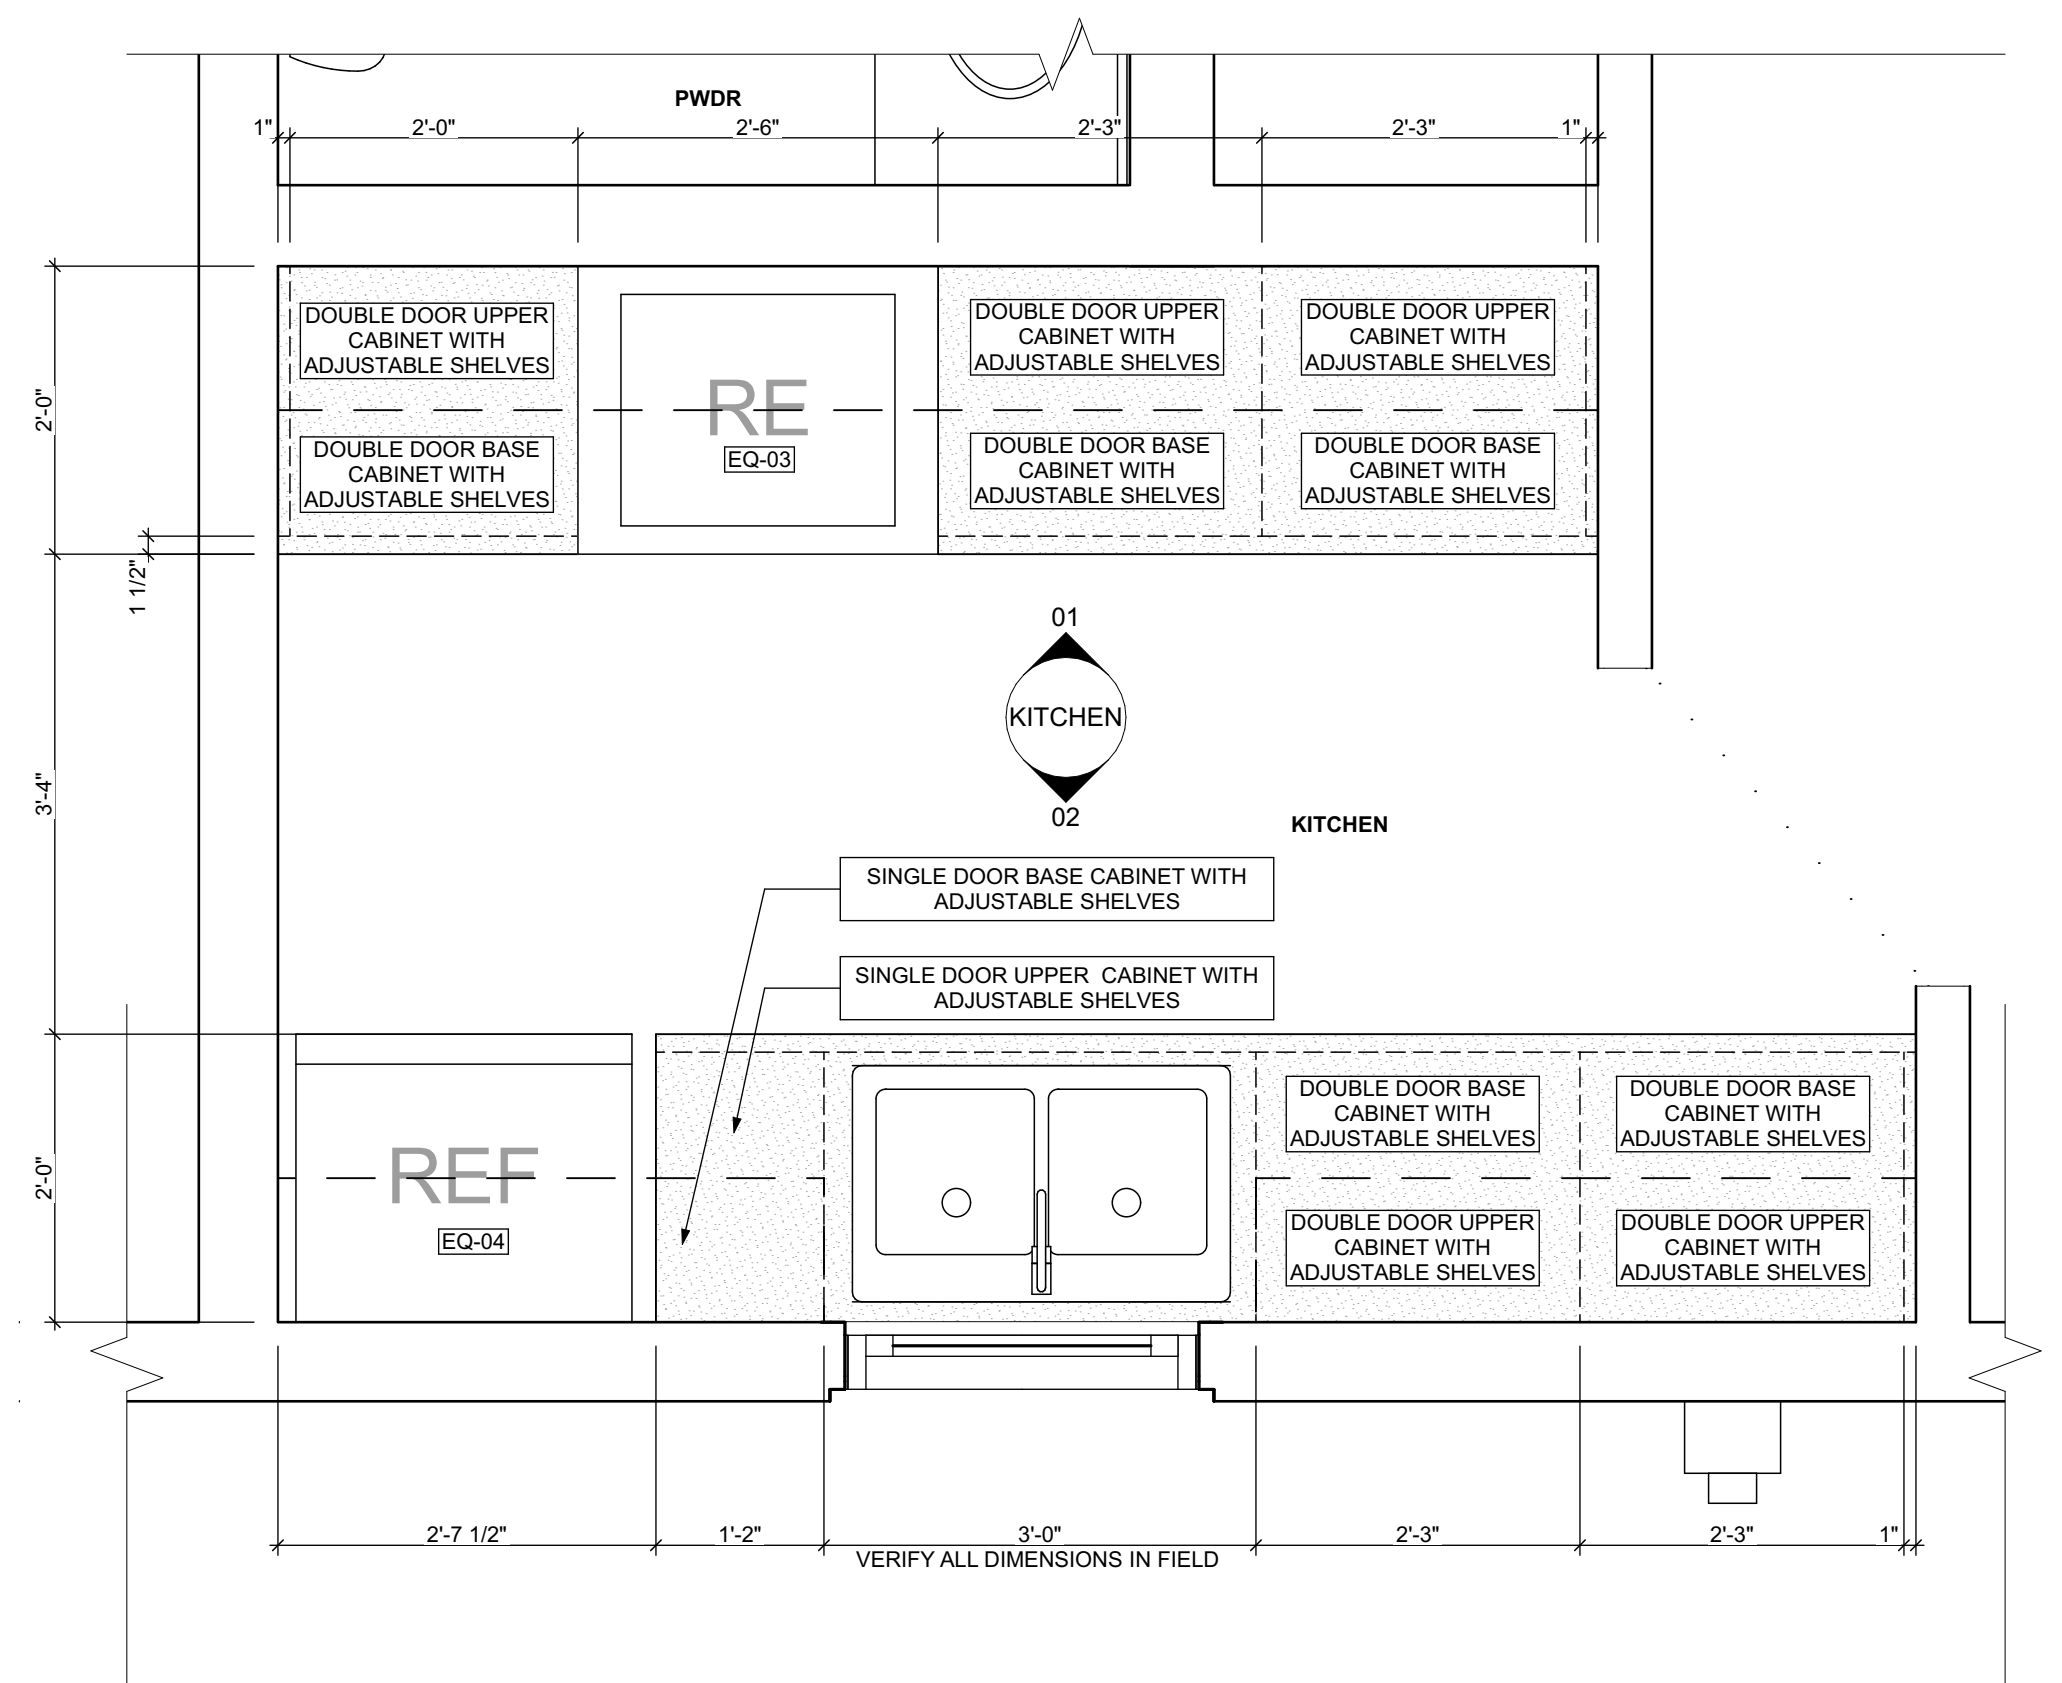 PWDR
1" 2'-0" 2'-6" 2'-3" 2'-3" 1"
DOUBLE DOOR UPPER
CABINET WITH
ADJUSTABLE SHELVES
DOUBLE DOOR UPPER
CABINET WITH
ADJUSTABLE SHELVES
DOUBLE DOOR UPPER
CABINET WITH
ADJUSTABLE SHELVES
2'-0"
RE
EQ-03
DOUBLE DOOR BASE
CABINET WITH
ADJUSTABLE SHELVES
DOUBLE DOOR BASE
CABINET WITH
ADJUSTABLE SHELVES
DOUBLE DOOR BASE
CABINET WITH
ADJUSTABLE SHELVES
1 1/2"
01
KITCHEN
02
3'-4"
KITCHEN
SINGLE DOOR BASE CABINET WITH
ADJUSTABLE SHELVES
SINGLE DOOR UPPER CABINET WITH
ADJUSTABLE SHELVES
2'-0"
REF
EQ-04
DOUBLE DOOR BASE
CABINET WITH
ADJUSTABLE SHELVES
DOUBLE DOOR BASE
CABINET WITH
ADJUSTABLE SHELVES
DOUBLE DOOR UPPER
CABINET WITH
ADJUSTABLE SHELVES
DOUBLE DOOR UPPER
CABINET WITH
ADJUSTABLE SHELVES
2'-7 1/2" 1'-2" 3'-0" 2'-3" 2'-3" 1"
VERIFY ALL DIMENSIONS IN FIELD